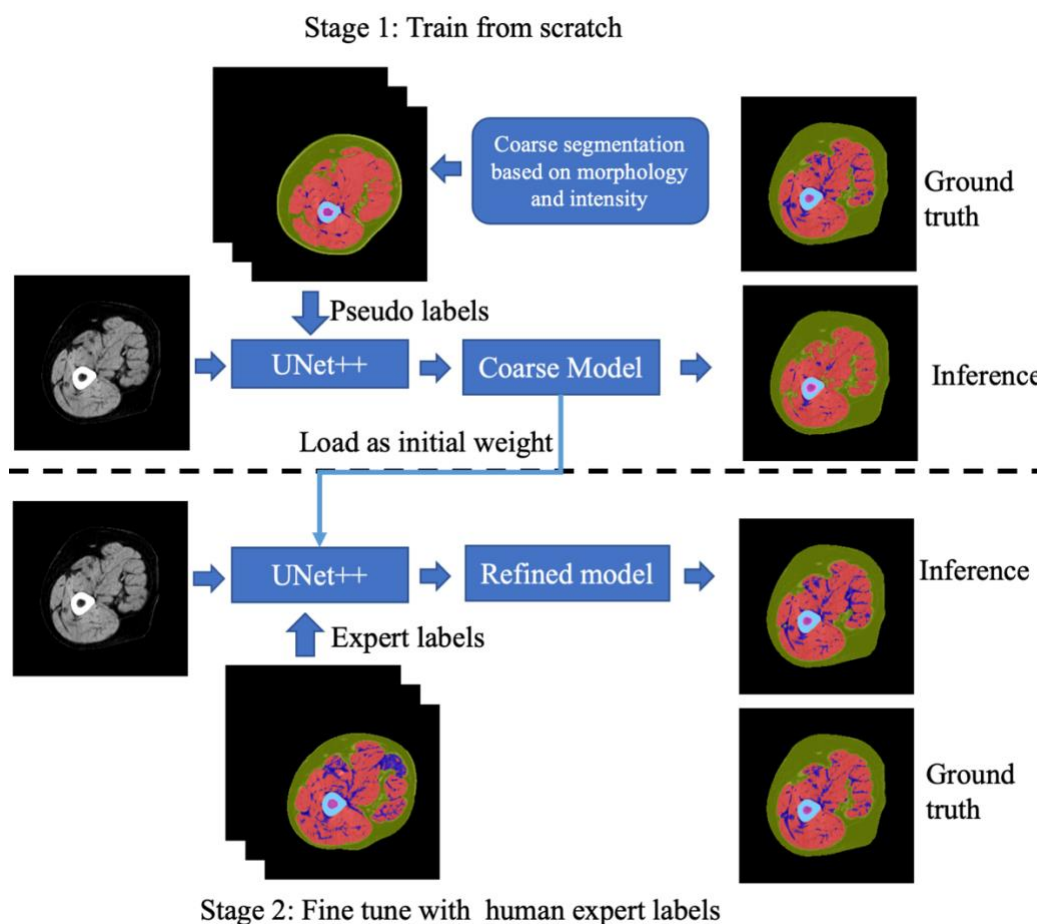 Stage 1: Train from scratch
Coarse segmentation
based on morphology
and intensity
Ground
truth
Pseudo labels
UNet++
Coarse Model
Inference
Load as initial weight
UNet++
Refined model
Inference
Expert labels
Ground
truth
Stage 2: Fine tune with human expert labels